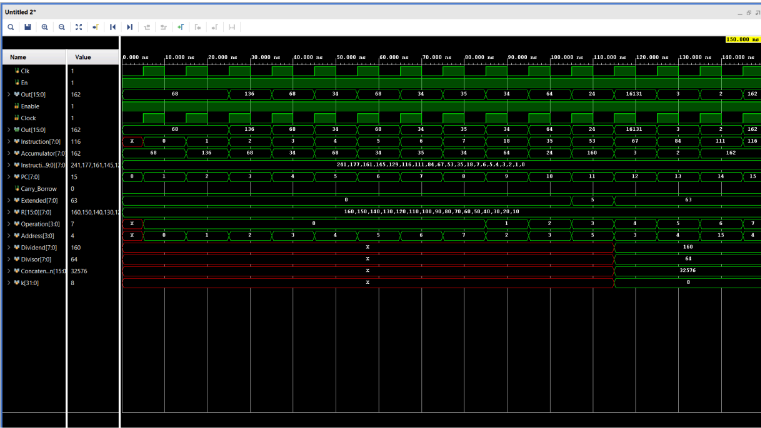 Untitled 2*
150.000 ns
Name Value 0.000 ns 10.000 ns 20.000 ns 30.000 ns 40.000 ns 50.000 ns 60.000 ns 70.000 ns 80.000 ns 90.000 ns 100.000 ns 110.000 ns 120.000 ns 130.000 ns 140.000 ns
Clk 1
En 1
Out[15:0] 162 68 136 68 34 68 34 35 34 64 24 16131 3 2 162
Enable 1
Clock 1
Out[15:0] 162 68 136 68 34 68 34 35 34 64 24 16131 3 2 162
Instruction[7:0] 116 X 0 1 2 3 4 5 6 7 18 35 53 67 84 111 116
Accumulator[7:0 162 68 136 68 34 68 34 35 34 64 24 160 3 2 162
Instructi...9:0][7:0] 241,177,161,145,12 241,177,161,145,129,116,111,84,67,53,35,18,7,6,5,4,3,2,1,0
PC[7:0] 15 0 1 2 3 4 5 6 7 8 9 10 11 12 13 14 15
Carry_Borrow 0
Extended[7:0] 63 0 5 63
R[15:0][7:0] 160,150,140,130,1 160,150,140,130,120,110,100,90,80,70,60,50,40,30,20,10
Operation[3:0] 7 X 0 1 2 3 4 5 6 7
Address[3:0] 4 X 0 1 2 3 4 5 6 7 2 3 5 3 4 15 4
Dividend[7:0] 160 X 160
Divisor[7:0] 64 X 64
Concaten...n[15:0 32576 X 32576
k[31:0] 8 X 8